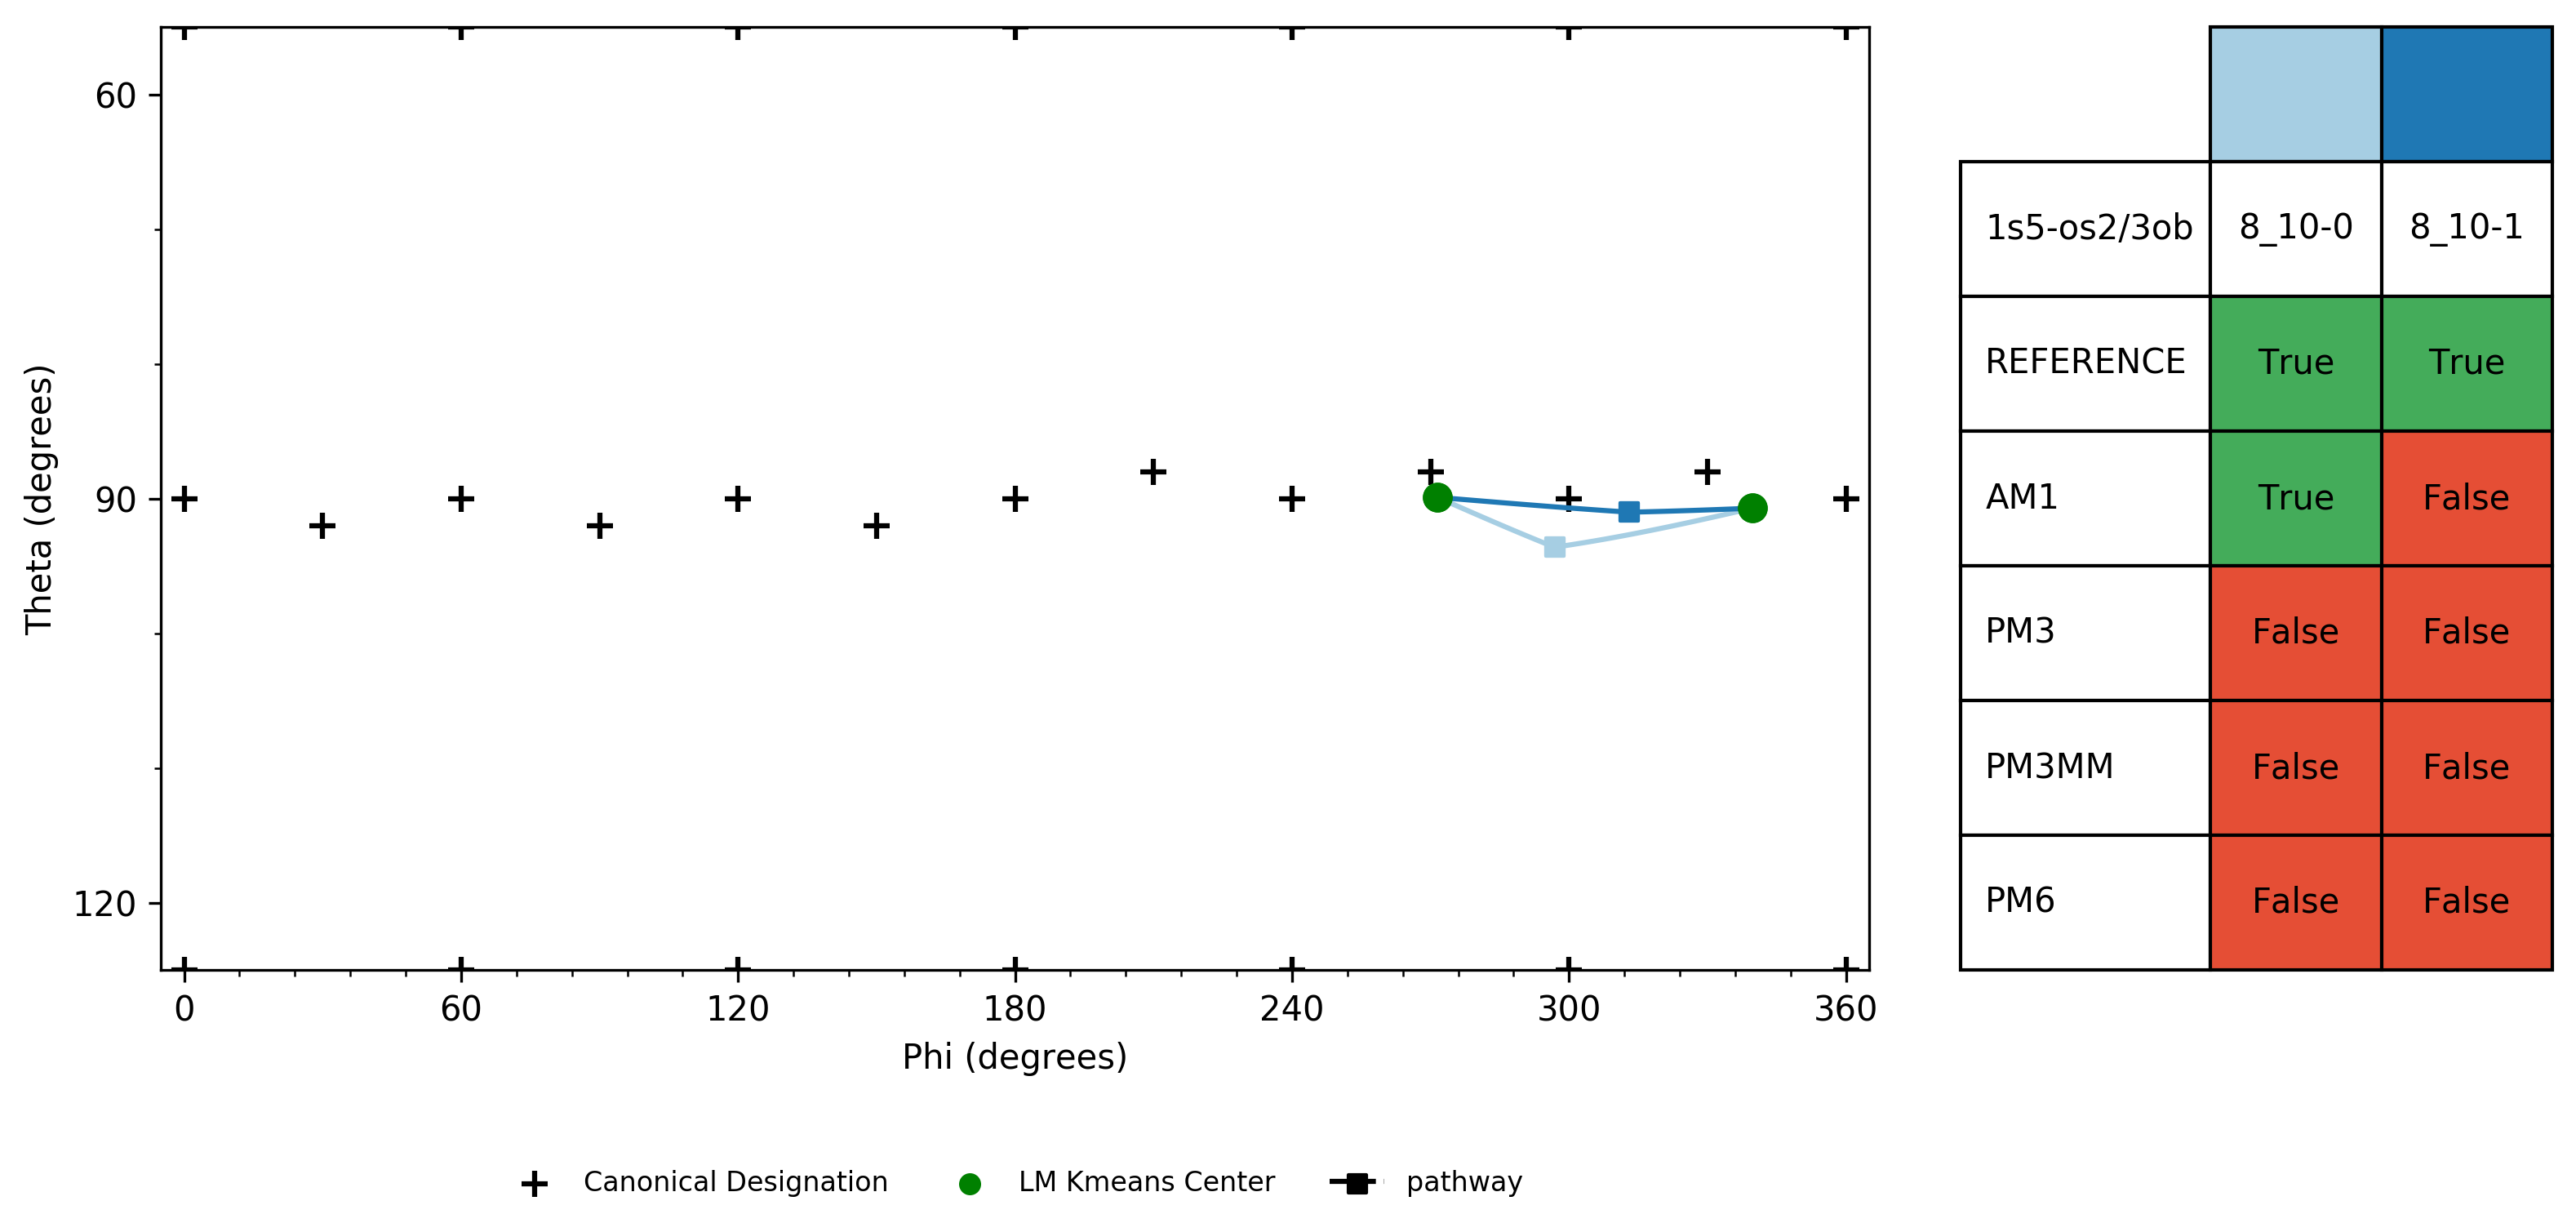 60
90
120
Theta (degrees)
0 60 120 180 240 300 360
Phi (degrees)
Canonical Designation LM Kmeans Center pathway
1s5-os2/3ob 8_10-0 8_10-1
REFERENCE True True
AM1 True False
PM3 False False
PM3MM False False
PM6 False False